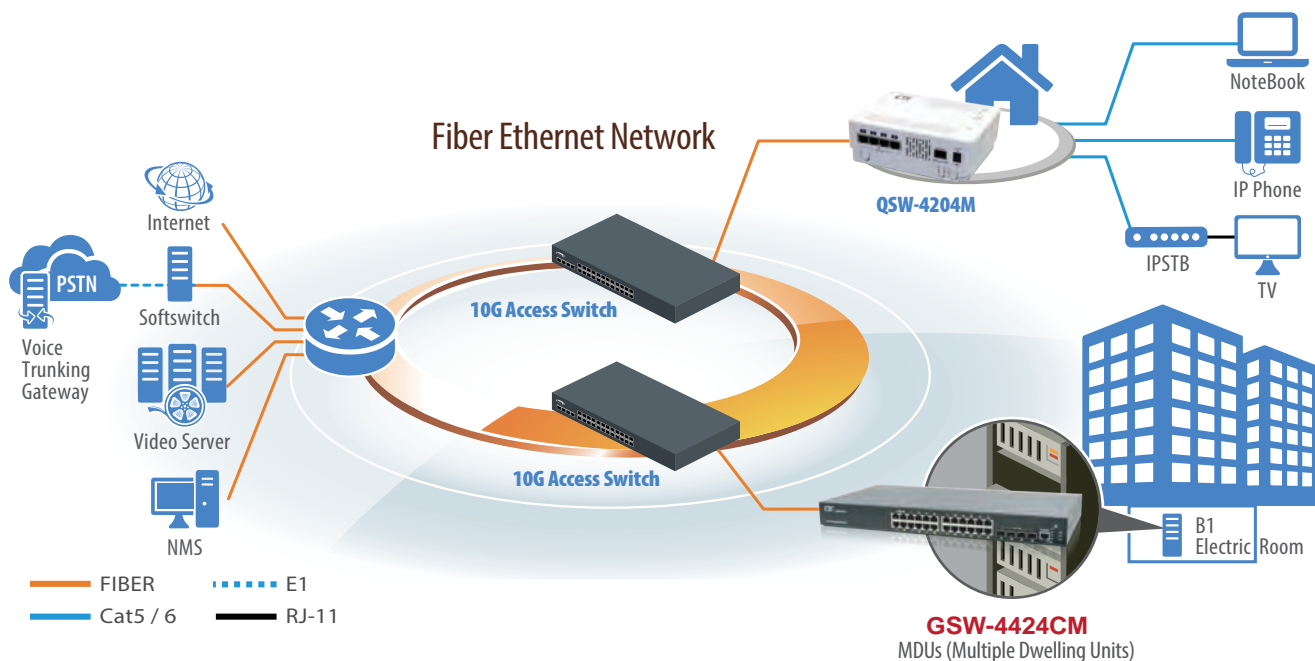 Fiber Ethernet Network
NoteBook
IP Phone
IPSTB
TV
QSW-4204M
Internet
PSTN
Softswitch
Voice
Trunking
Gateway
Video Server
NMS
10G Access Switch
10G Access Switch
B1
Electric Room
FIBER
E1
Cat5 / 6
RJ-11
GSW-4424CM
MDUs (Multiple Dwelling Units)